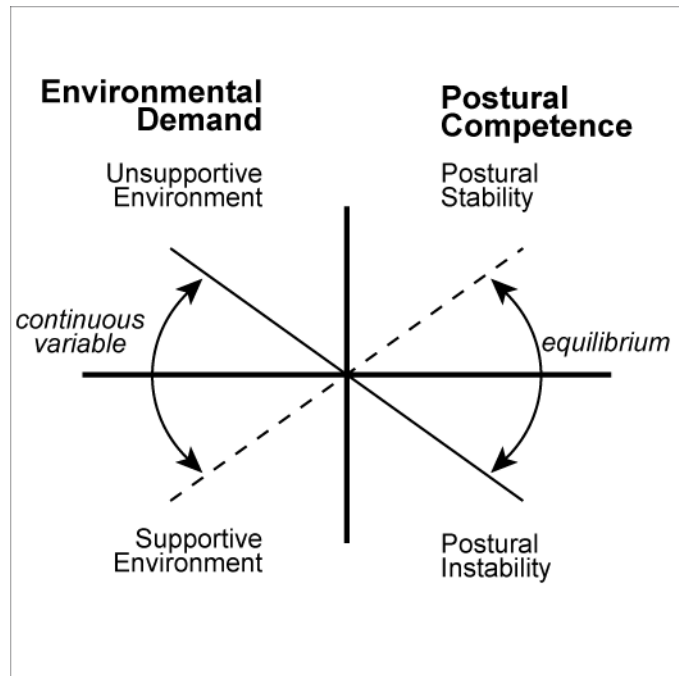 Environmental
Demand
Postural
Competence
Unsupportive
Environment
Postural
Stability
continuous
variable
equilibrium
Supportive
Environment
Postural
Instability